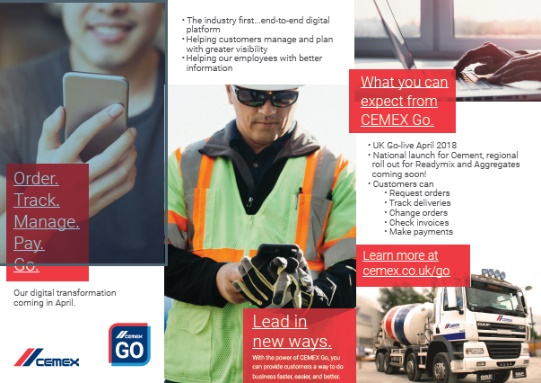 Order.
Track.
Manage.
Pay.
Go.
Our digital transformation
coming in April.
CEMEX
CEMEX
GO
• The industry first...end-to-end digital
platform
• Helping customers manage and plan
with greater visibility
• Helping our employees with better
information
Lead in
new ways.
With the power of CEMEX Go, you
can provide customers a way to do
business faster, easier, and better.
What you can
expect from
CEMEX Go.
• UK Go-live April 2018
• National launch for Cement, regional
roll out for Readymix and Aggregates
coming soon!
• Customers can
• Request orders
• Track deliveries
• Change orders
• Check invoices
• Make payments
Learn more at
cemex.co.uk/go